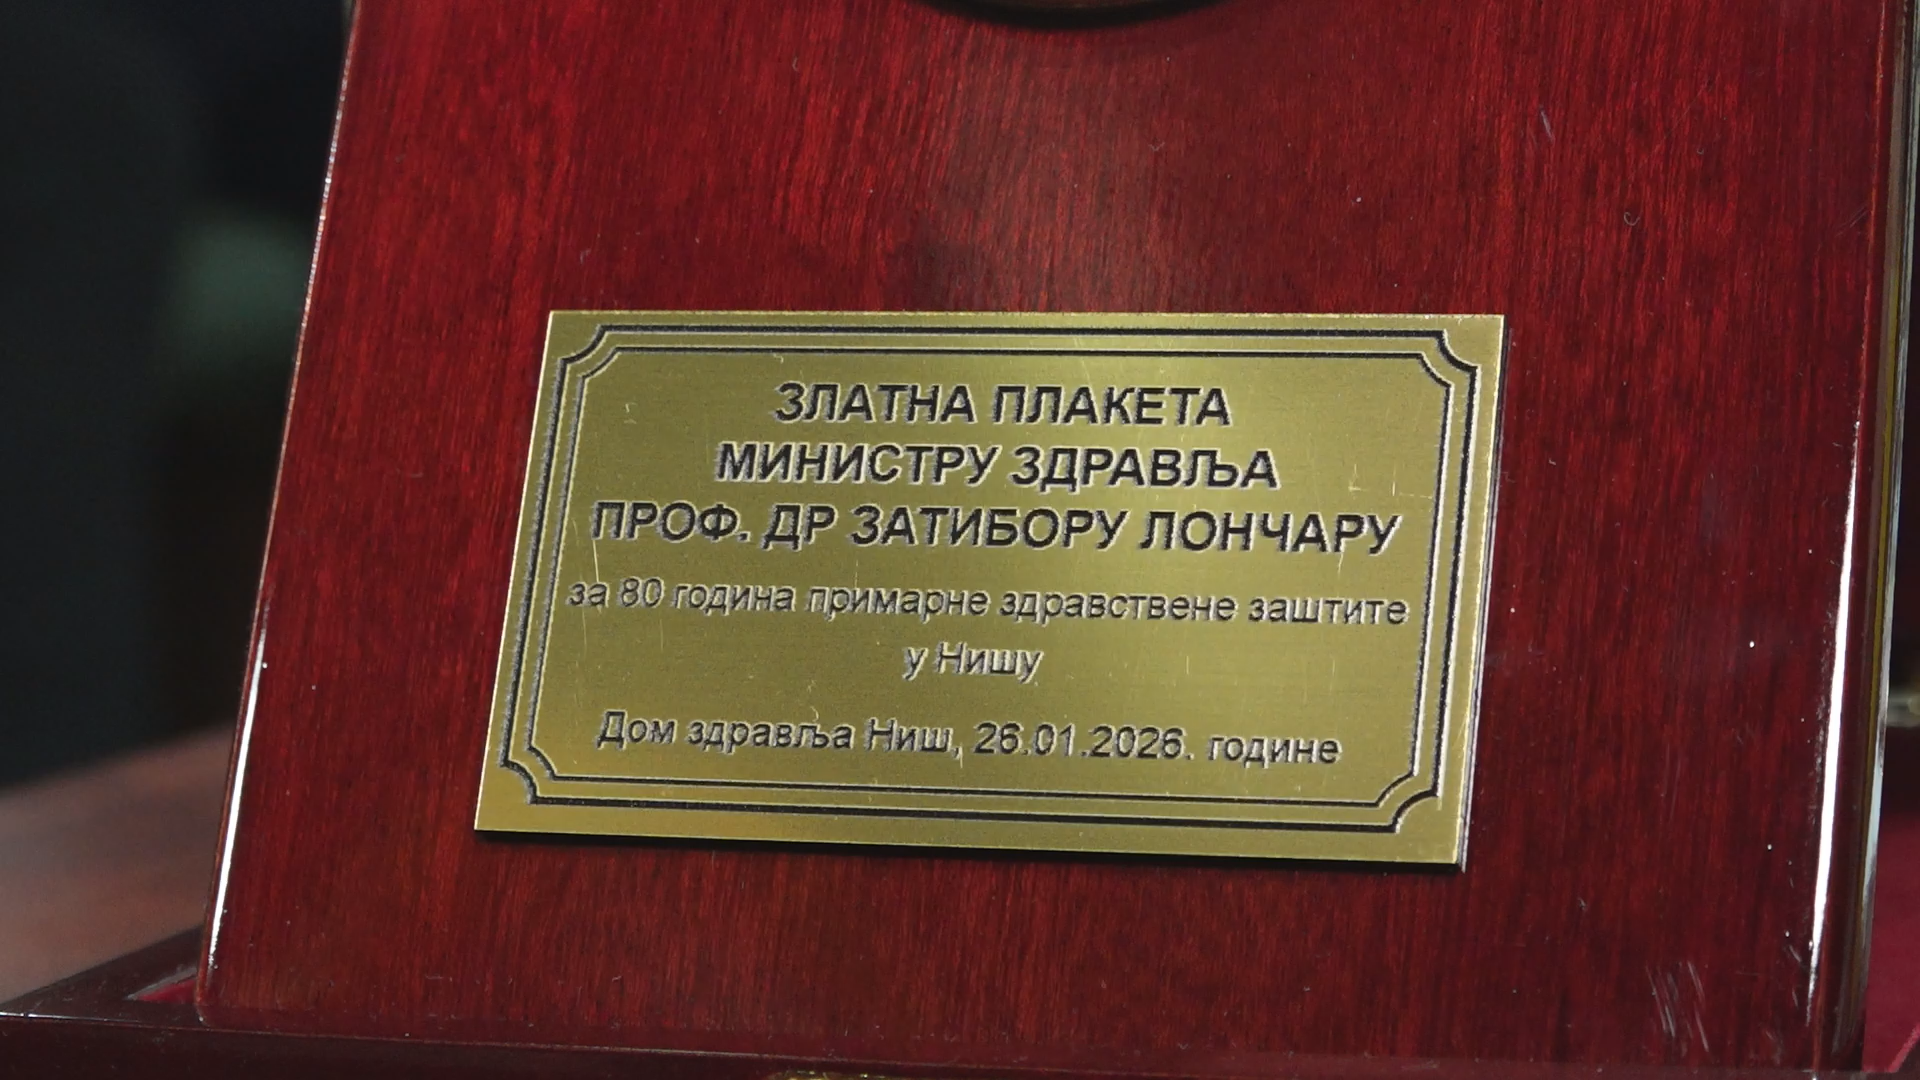 ЗЛАТНА ПЛАКЕТА
МИНИСТРУ ЗДРАВЉА
ПРОФ. ДР ЗАТИБОРУ ЛОНЧАРУ
за 80 година примарне здравствене заштите
у Нишу
Дом здравља Ниш, 26.01.2026. године